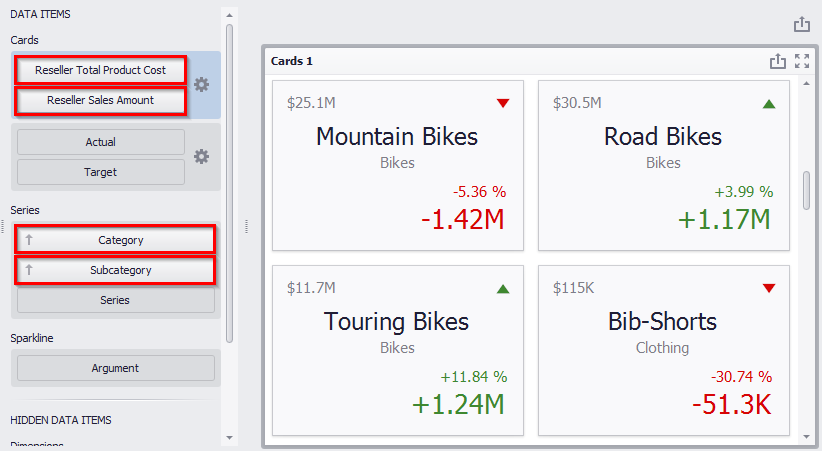 DATA ITEMS
Cards
Reseller Total Product Cost
Reseller Sales Amount
Actual
Target
Series
Category
Subcategory
Series
Sparkline
Argument
HIDDEN DATA ITEMS
Dimensions
Cards 1
$25.1M
Mountain Bikes
Bikes
-5.36 %
-1.42M
$30.5M
Road Bikes
Bikes
+3.99 %
+1.17M
$11.7M
Touring Bikes
Bikes
+11.84 %
+1.24M
$115K
Bib-Shorts
Clothing
-30.74 %
-51.3K